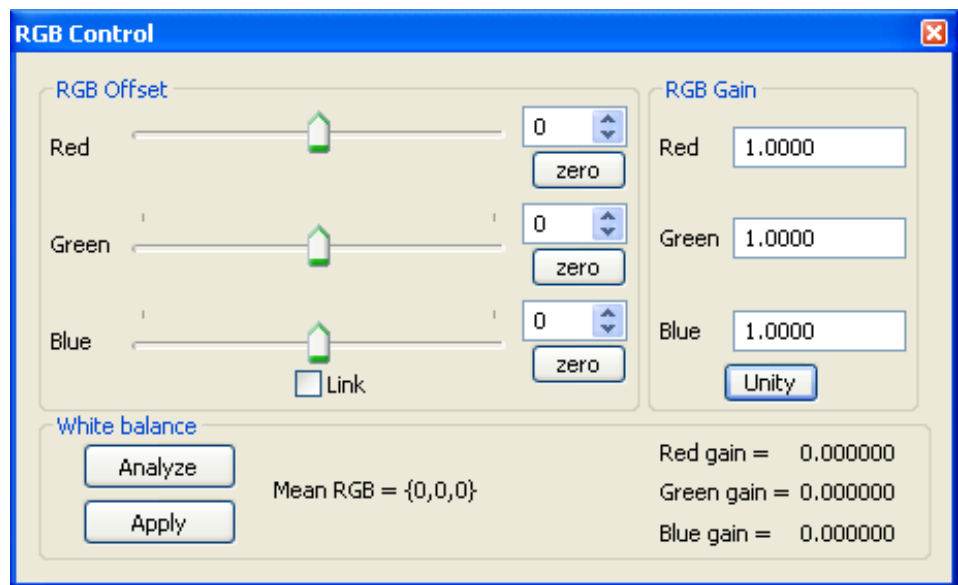 RGB Control
RGB Offset
Red
0
zero
Green
0
zero
Blue
0
zero
Link
RGB Gain
Red
1.0000
Green
1.0000
Blue
1.0000
Unity
White balance
Analyze
Apply
Mean RGB = {0,0,0}
Red gain = 0.000000
Green gain = 0.000000
Blue gain = 0.000000